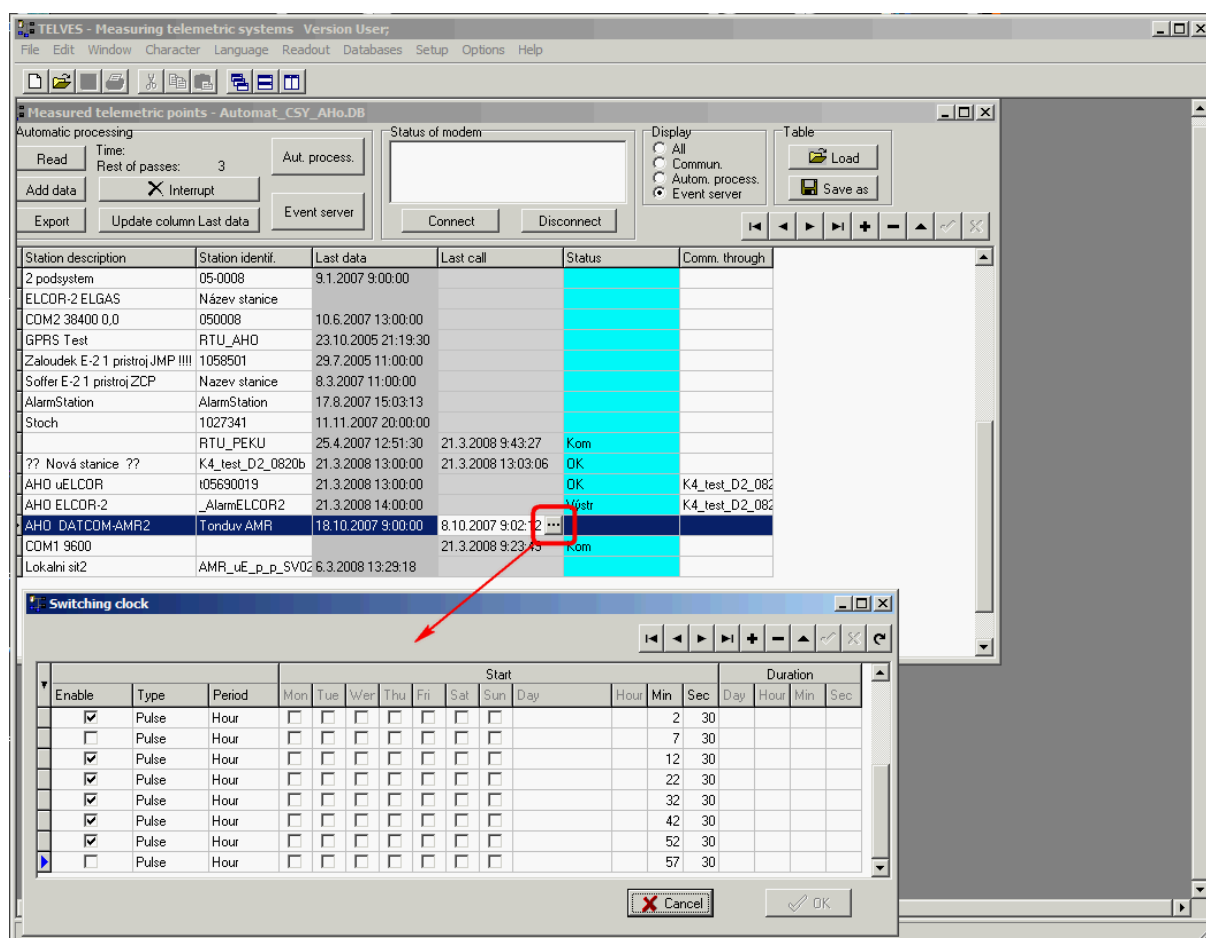 TELVES - Measuring telemetric systems Version User;
File Edit Window Character Language Readout Databases Setup Options Help
Measured telemetric points - Automat_CSY_AHo.DB
Automatic processing
Status of modem
Display
Table
Read
Time:
Rest of passes: 3
Aut. process.
All
Commun.
Autom. process.
Event server
Load
Add data
Interrupt
Save as
Export
Update column Last data
Event server
Connect
Disconnect
Station description Station identif. Last data Last call Status Comm. through
2 podsystem 05-0008 9.1.2007 9:00:00
ELCOR-2 ELGAS Název stanice
COM2 38400 0,0 050008 10.6.2007 13:00:00
GPRS Test RTU_AHO 23.10.2005 21:19:30
Zaloudek E-2 1 pristroj JMP !!!! 1058501 29.7.2005 11:00:00
Soffer E-2 1 pristroj ZCP Nazev stanice 8.3.2007 11:00:00
AlarmStation AlarmStation 17.8.2007 15:03:13
Stoch 1027341 11.11.2007 20:00:00
RTU_PEKU 25.4.2007 12:51:30 21.3.2008 9:43:27 Kom
?? Nová stanice ?? K4_test_D2_0820b 21.3.2008 13:00:00 21.3.2008 13:03:06 OK
AHO uELCOR t05690019 21.3.2008 13:00:00 OK K4_test_D2_082
AHO ELCOR-2 _AlarmELCOR2 21.3.2008 14:00:00 Výstr K4_test_D2_082
AHO DATCOM-AMR2 Tonduv AMR 18.10.2007 9:00:00 8.10.2007 9:02:12 ...
COM1 9600 21.3.2008 9:23:43 Kom
Lokalni sit2 AMR_uE_p_p_SV02 6.3.2008 13:29:18
Switching clock
Start Duration
Enable Type Period Mon Tue Wer Thu Fri Sat Sun Day Hour Min Sec Day Hour Min Sec
Pulse Hour 2 30
Pulse Hour 7 30
Pulse Hour 12 30
Pulse Hour 22 30
Pulse Hour 32 30
Pulse Hour 42 30
Pulse Hour 52 30
Pulse Hour 57 30
Cancel OK